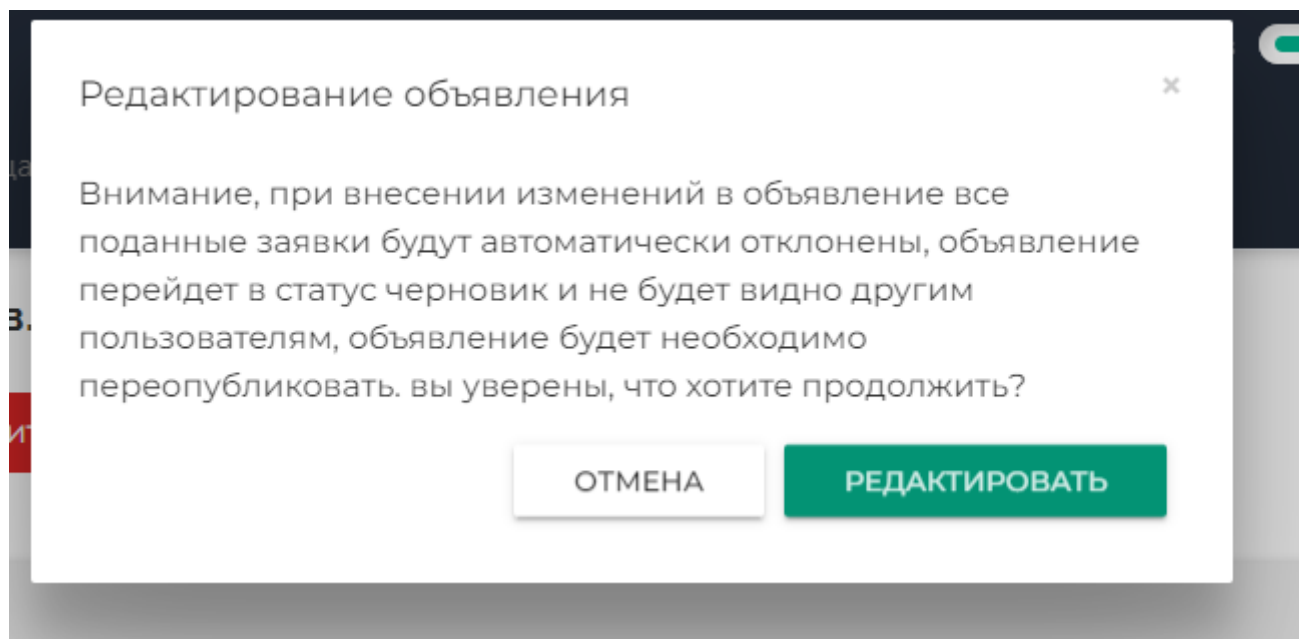 Редактирование объявления
×
Внимание, при внесении изменений в объявление все
поданные заявки будут автоматически отклонены, объявление
перейдет в статус черновик и не будет видно другим
пользователям, объявление будет необходимо
переопубликовать. вы уверены, что хотите продолжить?
ОТМЕНА
РЕДАКТИРОВАТЬ